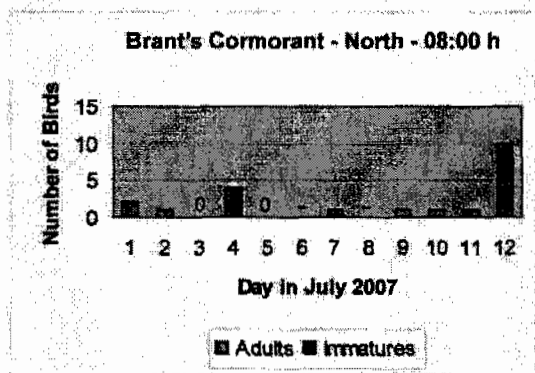 Brant's Cormorant - North - 08:00 h
Number of Birds
15
10
5
0
0 0 - - -
1 2 3 4 5 6 7 8 9 10 11 12
Day in July 2007
Adults Immatures